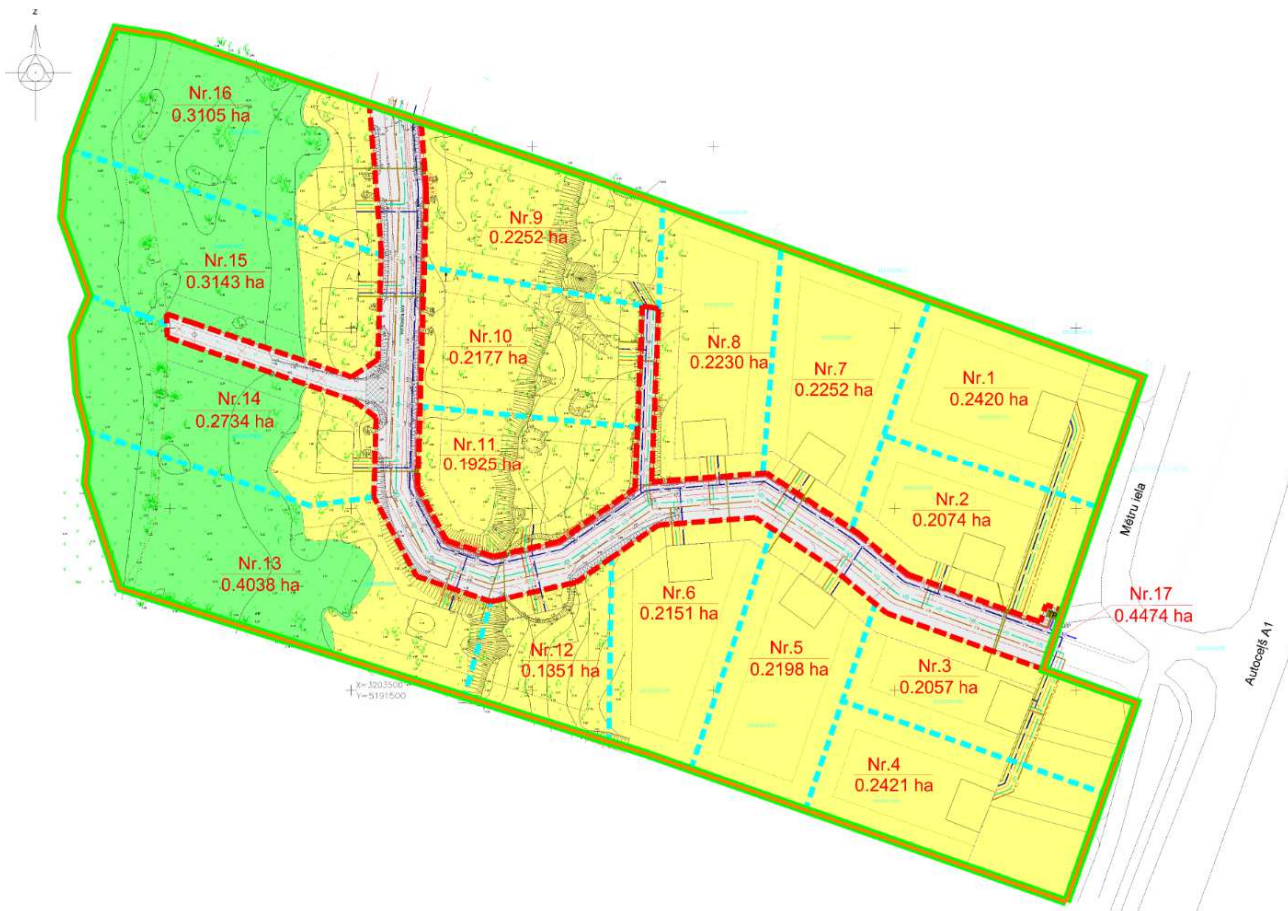 z
Nr.16
0.3105 ha
Nr.9
0.2252 ha
Nr.15
0.3143 ha
Nr.10
0.2177 ha
Nr.8
0.2230 ha
Nr.7
0.2252 ha
Nr.1
0.2420 ha
Nr.14
0.2734 ha
Nr.11
0.1925 ha
Nr.2
0.2074 ha
Mētru iela
Nr.13
0.4038 ha
Nr.6
0.2151 ha
Nr.17
0.4474 ha
Nr.12
0.1351 ha
Nr.5
0.2198 ha
Nr.3
0.2057 ha
Autoceļš A1
X=3203500
Y=5191500
Nr.4
0.2421 ha